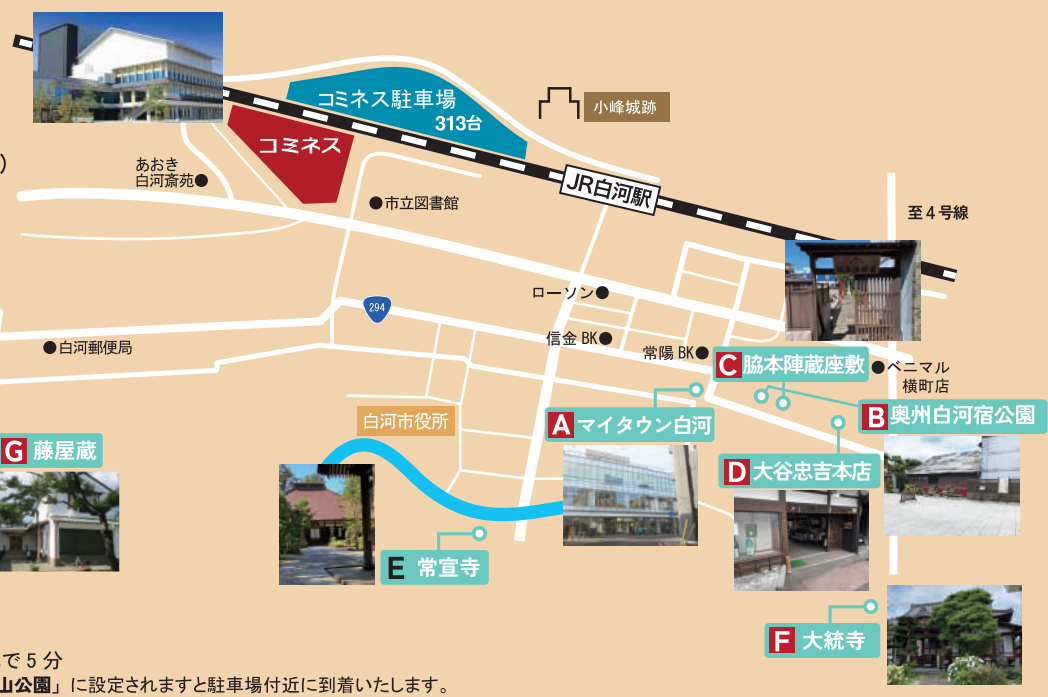 コミネス駐車場
313台
小峰城跡
コミネス
)
あおき
白河斎苑
市立図書館
JR白河駅
至4号線
294
ローソン
信金 BK
常陽 BK
白河郵便局
C 脇本陣蔵座敷
ベニマル
横町店
B 奥州白河宿公園
白河市役所
A マイタウン白河
G 藤屋蔵
D 大谷忠吉本店
E 常宣寺
F 大統寺
で 5 分
山公園」に設定されますと駐車場付近に到着いたします。